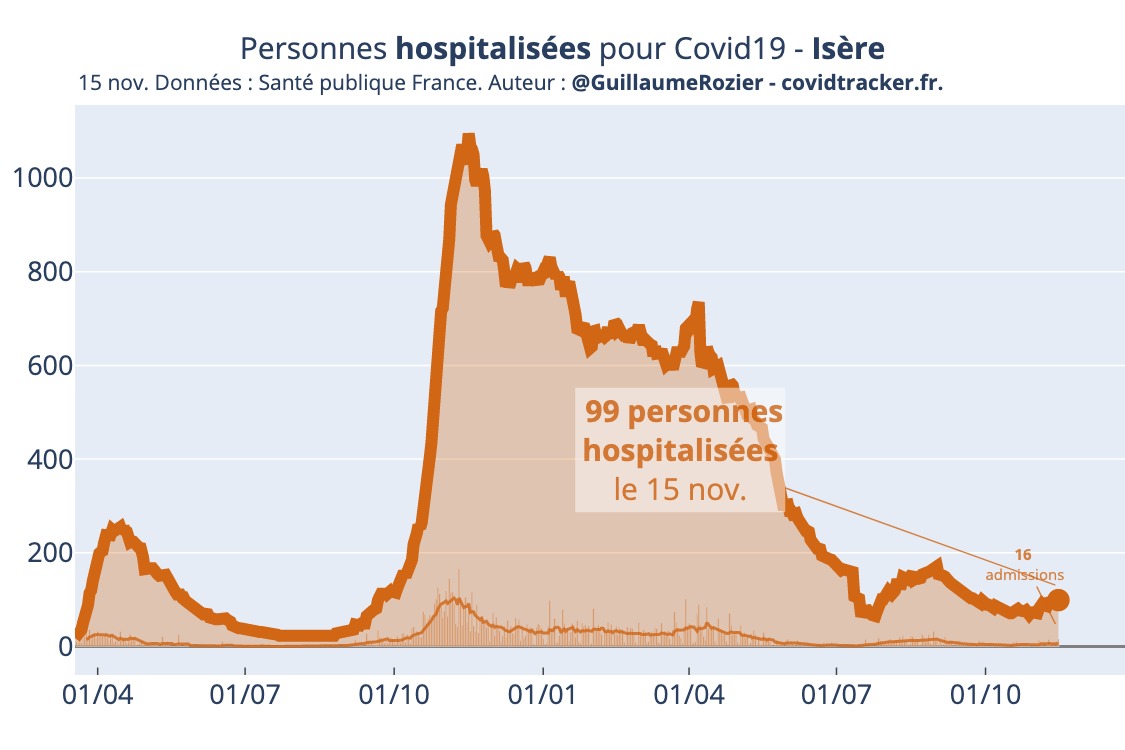 Personnes hospitalisées pour Covid19 - Isère
15 nov. Données : Santé publique France. Auteur : @GuillaumeRozier - covidtracker.fr.
1000
800
600
400
200
0
99 personnes
hospitalisées
le 15 nov.
16
admissions
01/04
01/07
01/10
01/01
01/04
01/07
01/10